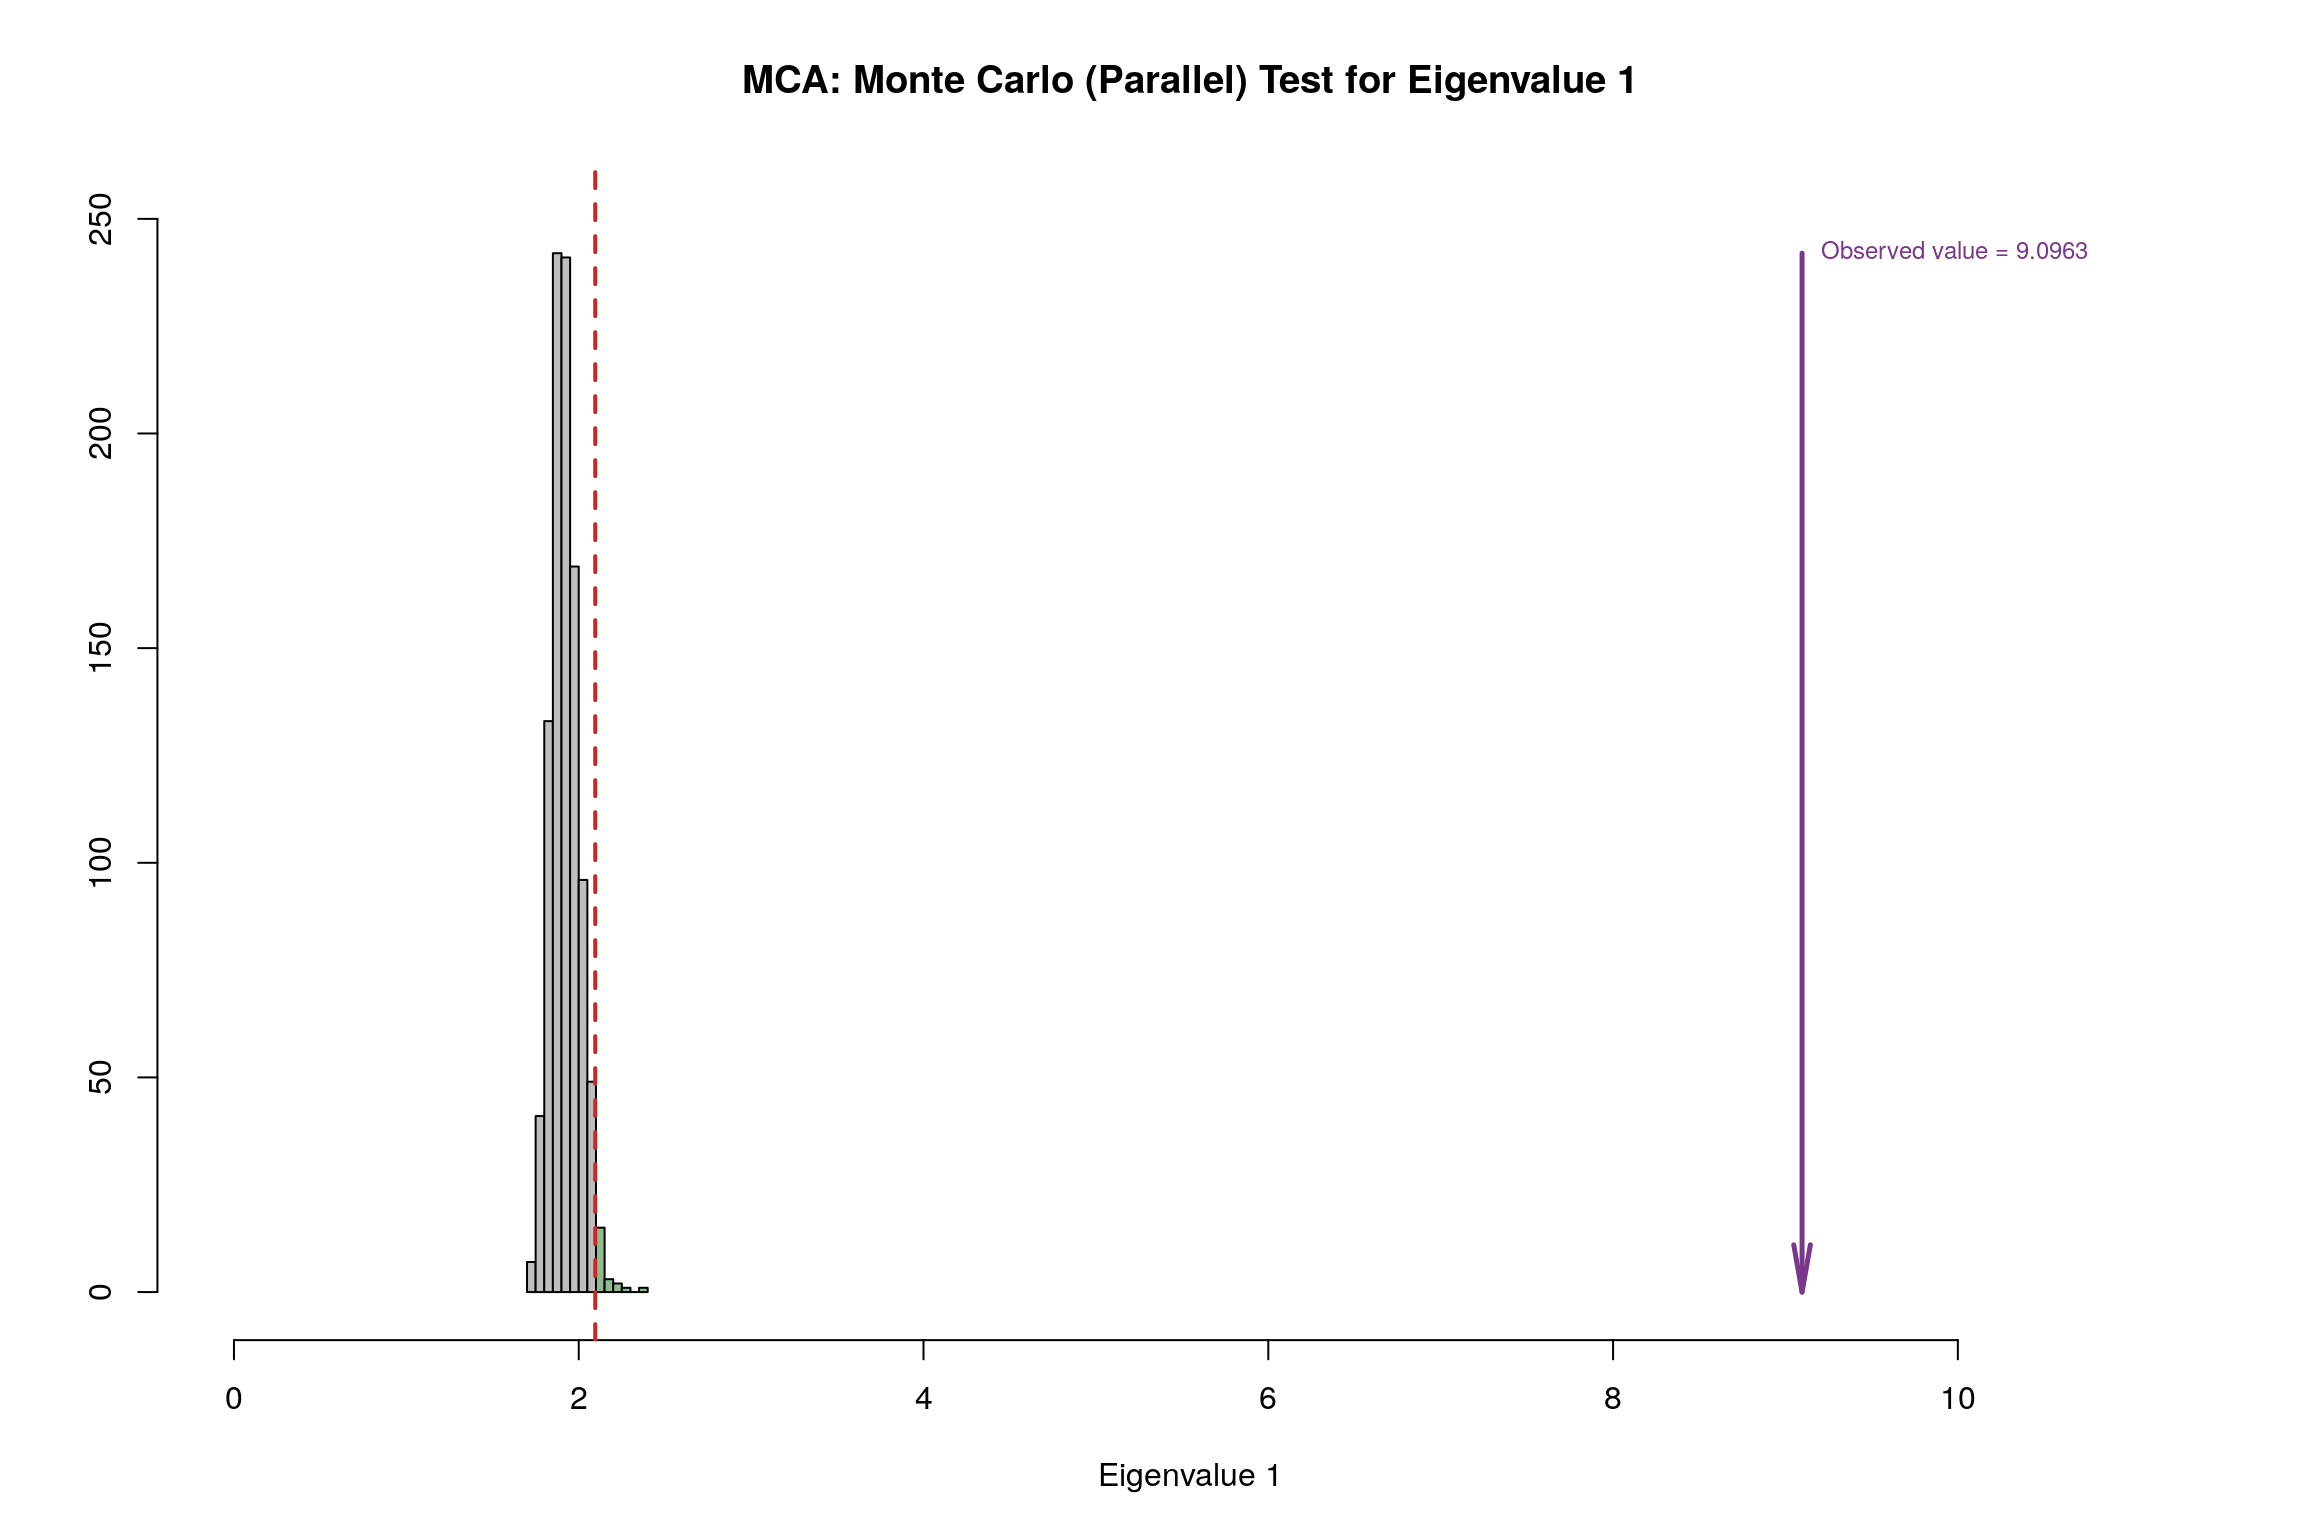 MCA: Monte Carlo (Parallel) Test for Eigenvalue 1
250
200
150
100
50
0
Observed value = 9.0963
0 2 4 6 8 10
Eigenvalue 1